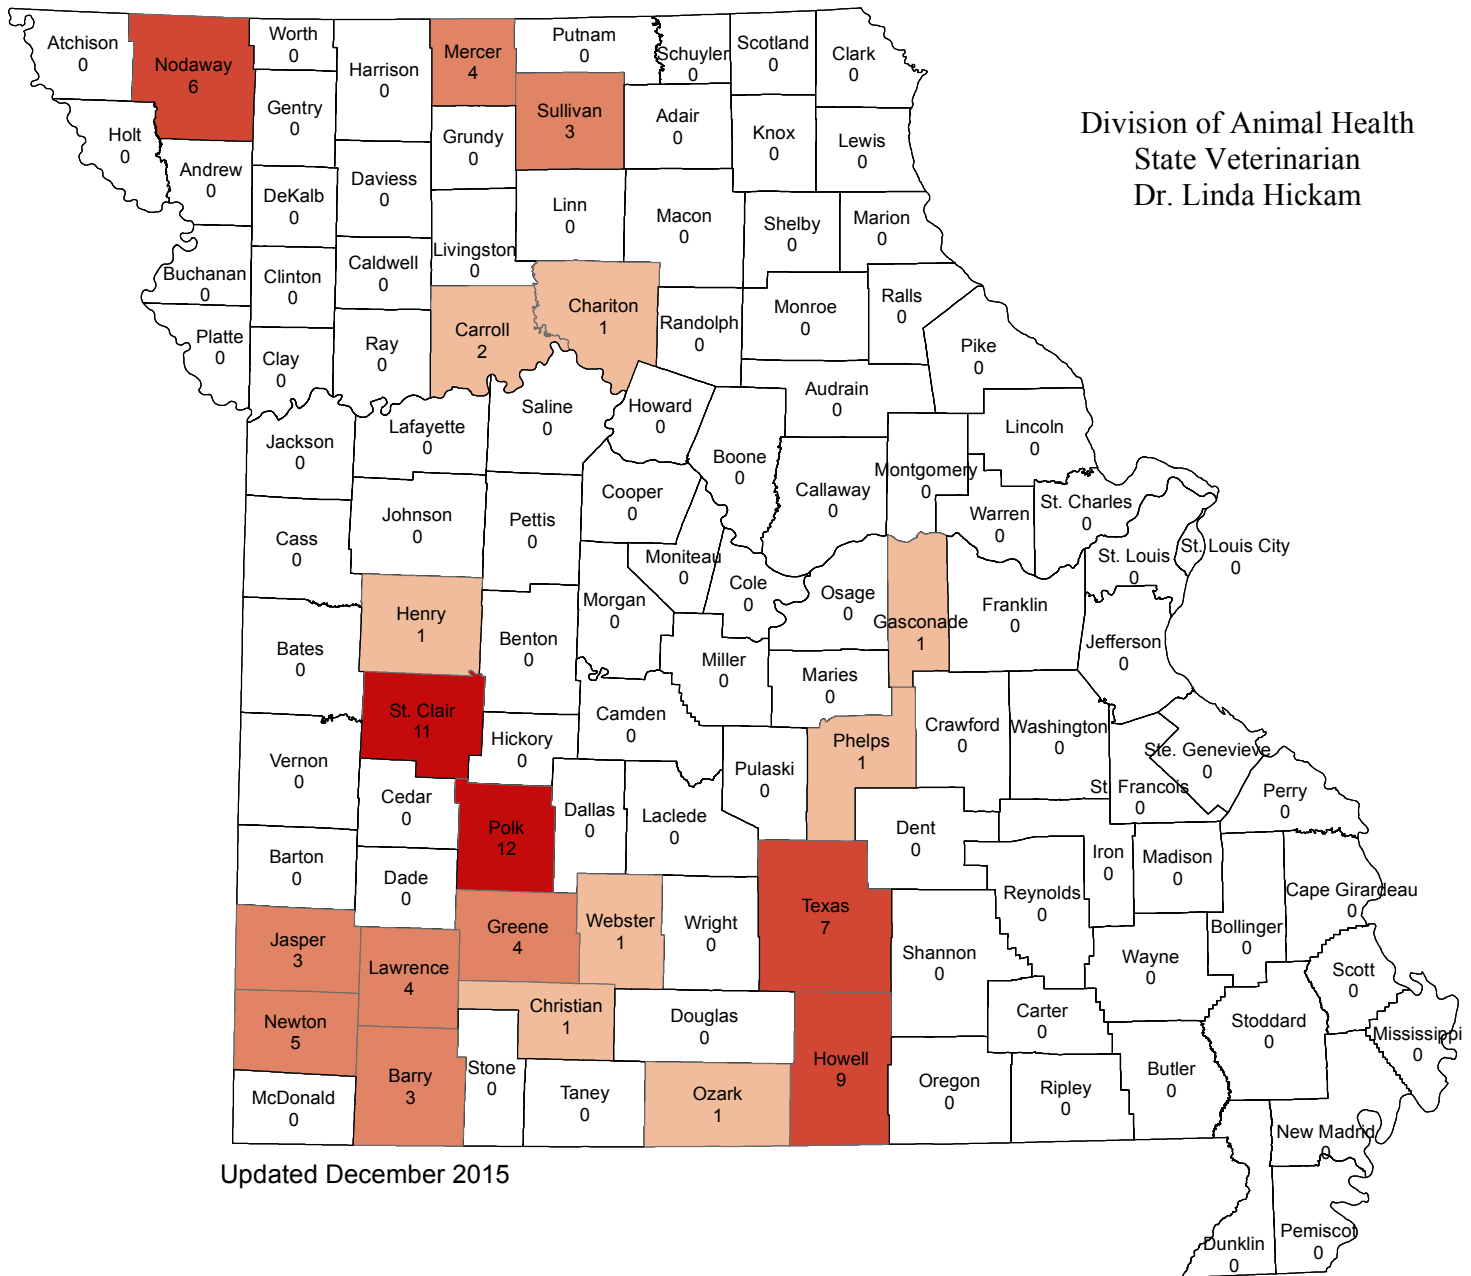 Atchison
0
Nodaway
6
Worth
0
Harrison
0
Mercer
4
Putnam
0
Schuyler
0
Scotland
0
Clark
0
Holt
0
Andrew
0
Gentry
0
DeKalb
0
Daviess
0
Grundy
0
Sullivan
3
Adair
0
Knox
0
Lewis
0
Division of Animal Health
State Veterinarian
Dr. Linda Hickam
Buchanan
0
Clinton
0
Caldwell
0
Livingston
0
Linn
0
Macon
0
Shelby
0
Marion
0
Platte
0
Clay
0
Ray
0
Carroll
2
Chariton
1
Randolph
0
Monroe
0
Ralls
0
Pike
0
Jackson
0
Lafayette
0
Saline
0
Howard
0
Boone
0
Audrain
0
Callaway
0
Montgomery
0
Lincoln
0
Warren
0
St. Charles
0
St. Louis
0
St. Louis City
0
Cass
0
Johnson
0
Pettis
0
Cooper
0
Moniteau
0
Cole
0
Osage
0
Gasconade
1
Franklin
0
Jefferson
0
Bates
0
Henry
1
Benton
0
Morgan
0
Miller
0
Maries
0
St. Clair
11
Hickory
0
Camden
0
Pulaski
0
Phelps
1
Crawford
0
Washington
0
Ste. Genevieve
0
St. Francois
0
Perry
0
Vernon
0
Cedar
0
Polk
12
Dallas
0
Laclede
0
Dent
0
Iron
0
Madison
0
Reynolds
0
Bollinger
0
Cape Girardeau
0
Barton
0
Dade
0
Greene
4
Webster
1
Wright
0
Texas
7
Shannon
0
Wayne
0
Scott
0
Jasper
3
Lawrence
4
Newton
5
Christian
1
Douglas
0
Howell
9
Carter
0
Stoddard
0
Mississippi
0
McDonald
0
Barry
3
Stone
0
Taney
0
Ozark
1
Oregon
0
Ripley
0
Butler
0
New Madrid
0
Dunklin
0
Pemiscot
0
Updated December 2015